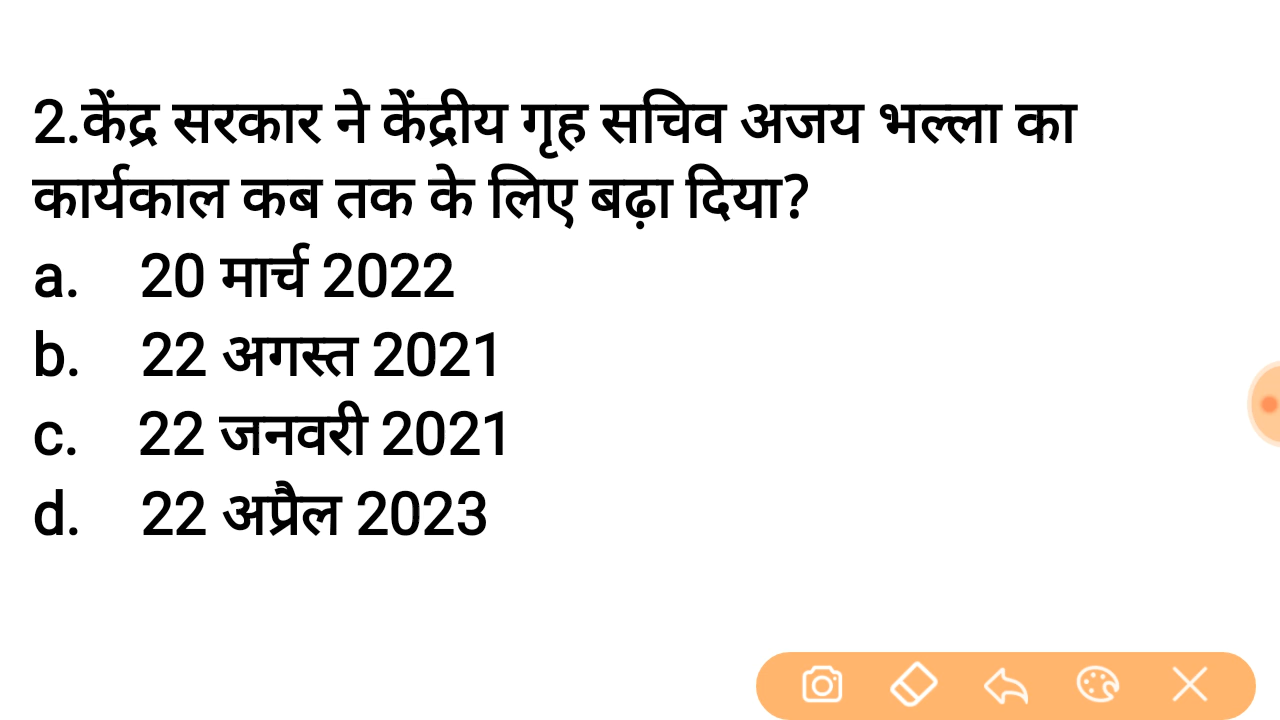 2.केंद्र सरकार ने केंद्रीय गृह सचिव अजय भल्ला का
कार्यकाल कब तक के लिए बढ़ा दिया?
a. 20 मार्च 2022
b. 22 अगस्त 2021
c. 22 जनवरी 2021
d. 22 अप्रैल 2023